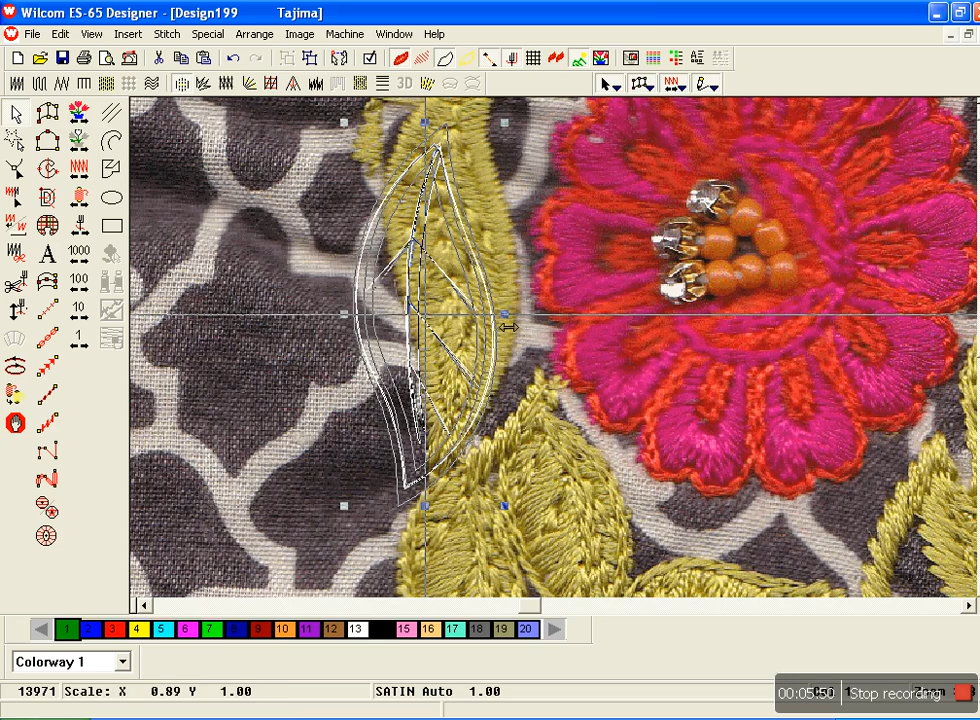 Wilcom ES-65 Designer - [Design199 Tajima]
File Edit View Insert Stitch Special Arrange Image Machine Window Help
3D
A 1000
100
10
1
1 2 3 4 5 6 7 8 9 10 11 12 13 15 16 17 18 19 20
Colorway 1
13971 Scale: X 0.89 Y 1.00 SATIN Auto 1.00
00:05:50 Stop recording